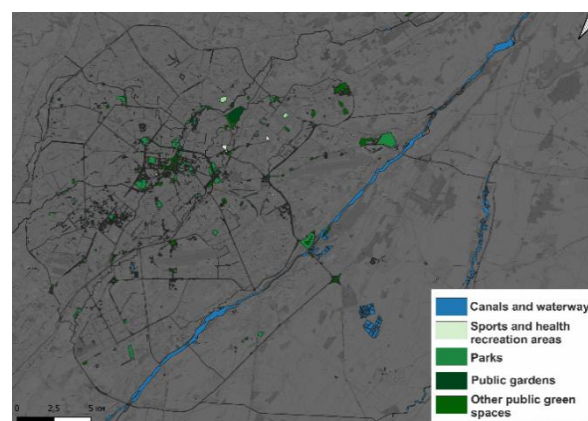 Canals and waterway
Sports and health
recreation areas
Parks
Public gardens
Other public green
spaces
0 2,5 5 км